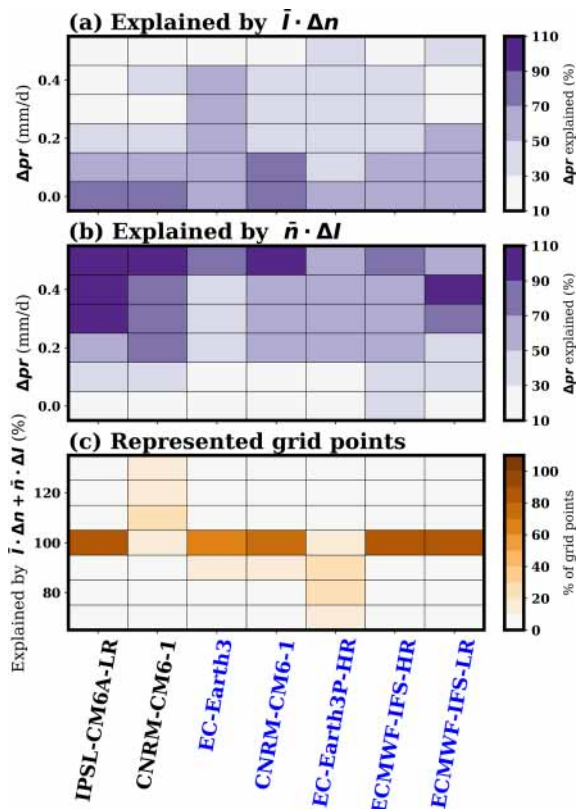 (a) Explained by Ī · Δn
110
90
70
50
30
10
Δpr explained (%)
0.4
0.2
0.0
Δpr (mm/d)
(b) Explained by n̄ · ΔI
110
90
70
50
30
10
Δpr explained (%)
0.4
0.2
0.0
Δpr (mm/d)
(c) Represented grid points
100
80
60
40
20
0
% of grid points
120
100
80
Explained by Ī · Δn + n̄ · ΔI (%)
IPSL-CM6A-LR
CNRM-CM6-1
EC-Earth3
CNRM-CM6-1
EC-Earth3P-HR
ECMWF-IFS-HR
ECMWF-IFS-LR